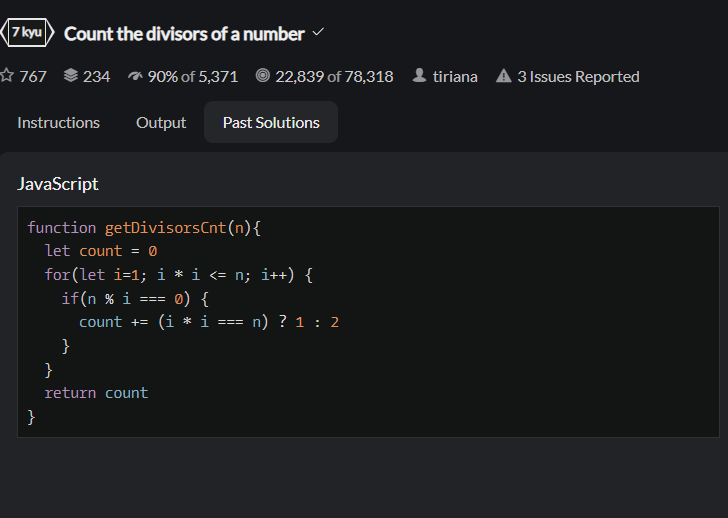 7 kyu Count the divisors of a number
767 234 90% of 5,371 22,839 of 78,318 tiriana 3 Issues Reported
Instructions Output Past Solutions
JavaScript
function getDivisorsCnt(n){
  let count = 0
  for(let i=1; i * i <= n; i++) {
    if(n % i === 0) {
      count += (i * i === n) ? 1 : 2
    }
  }
  return count
}